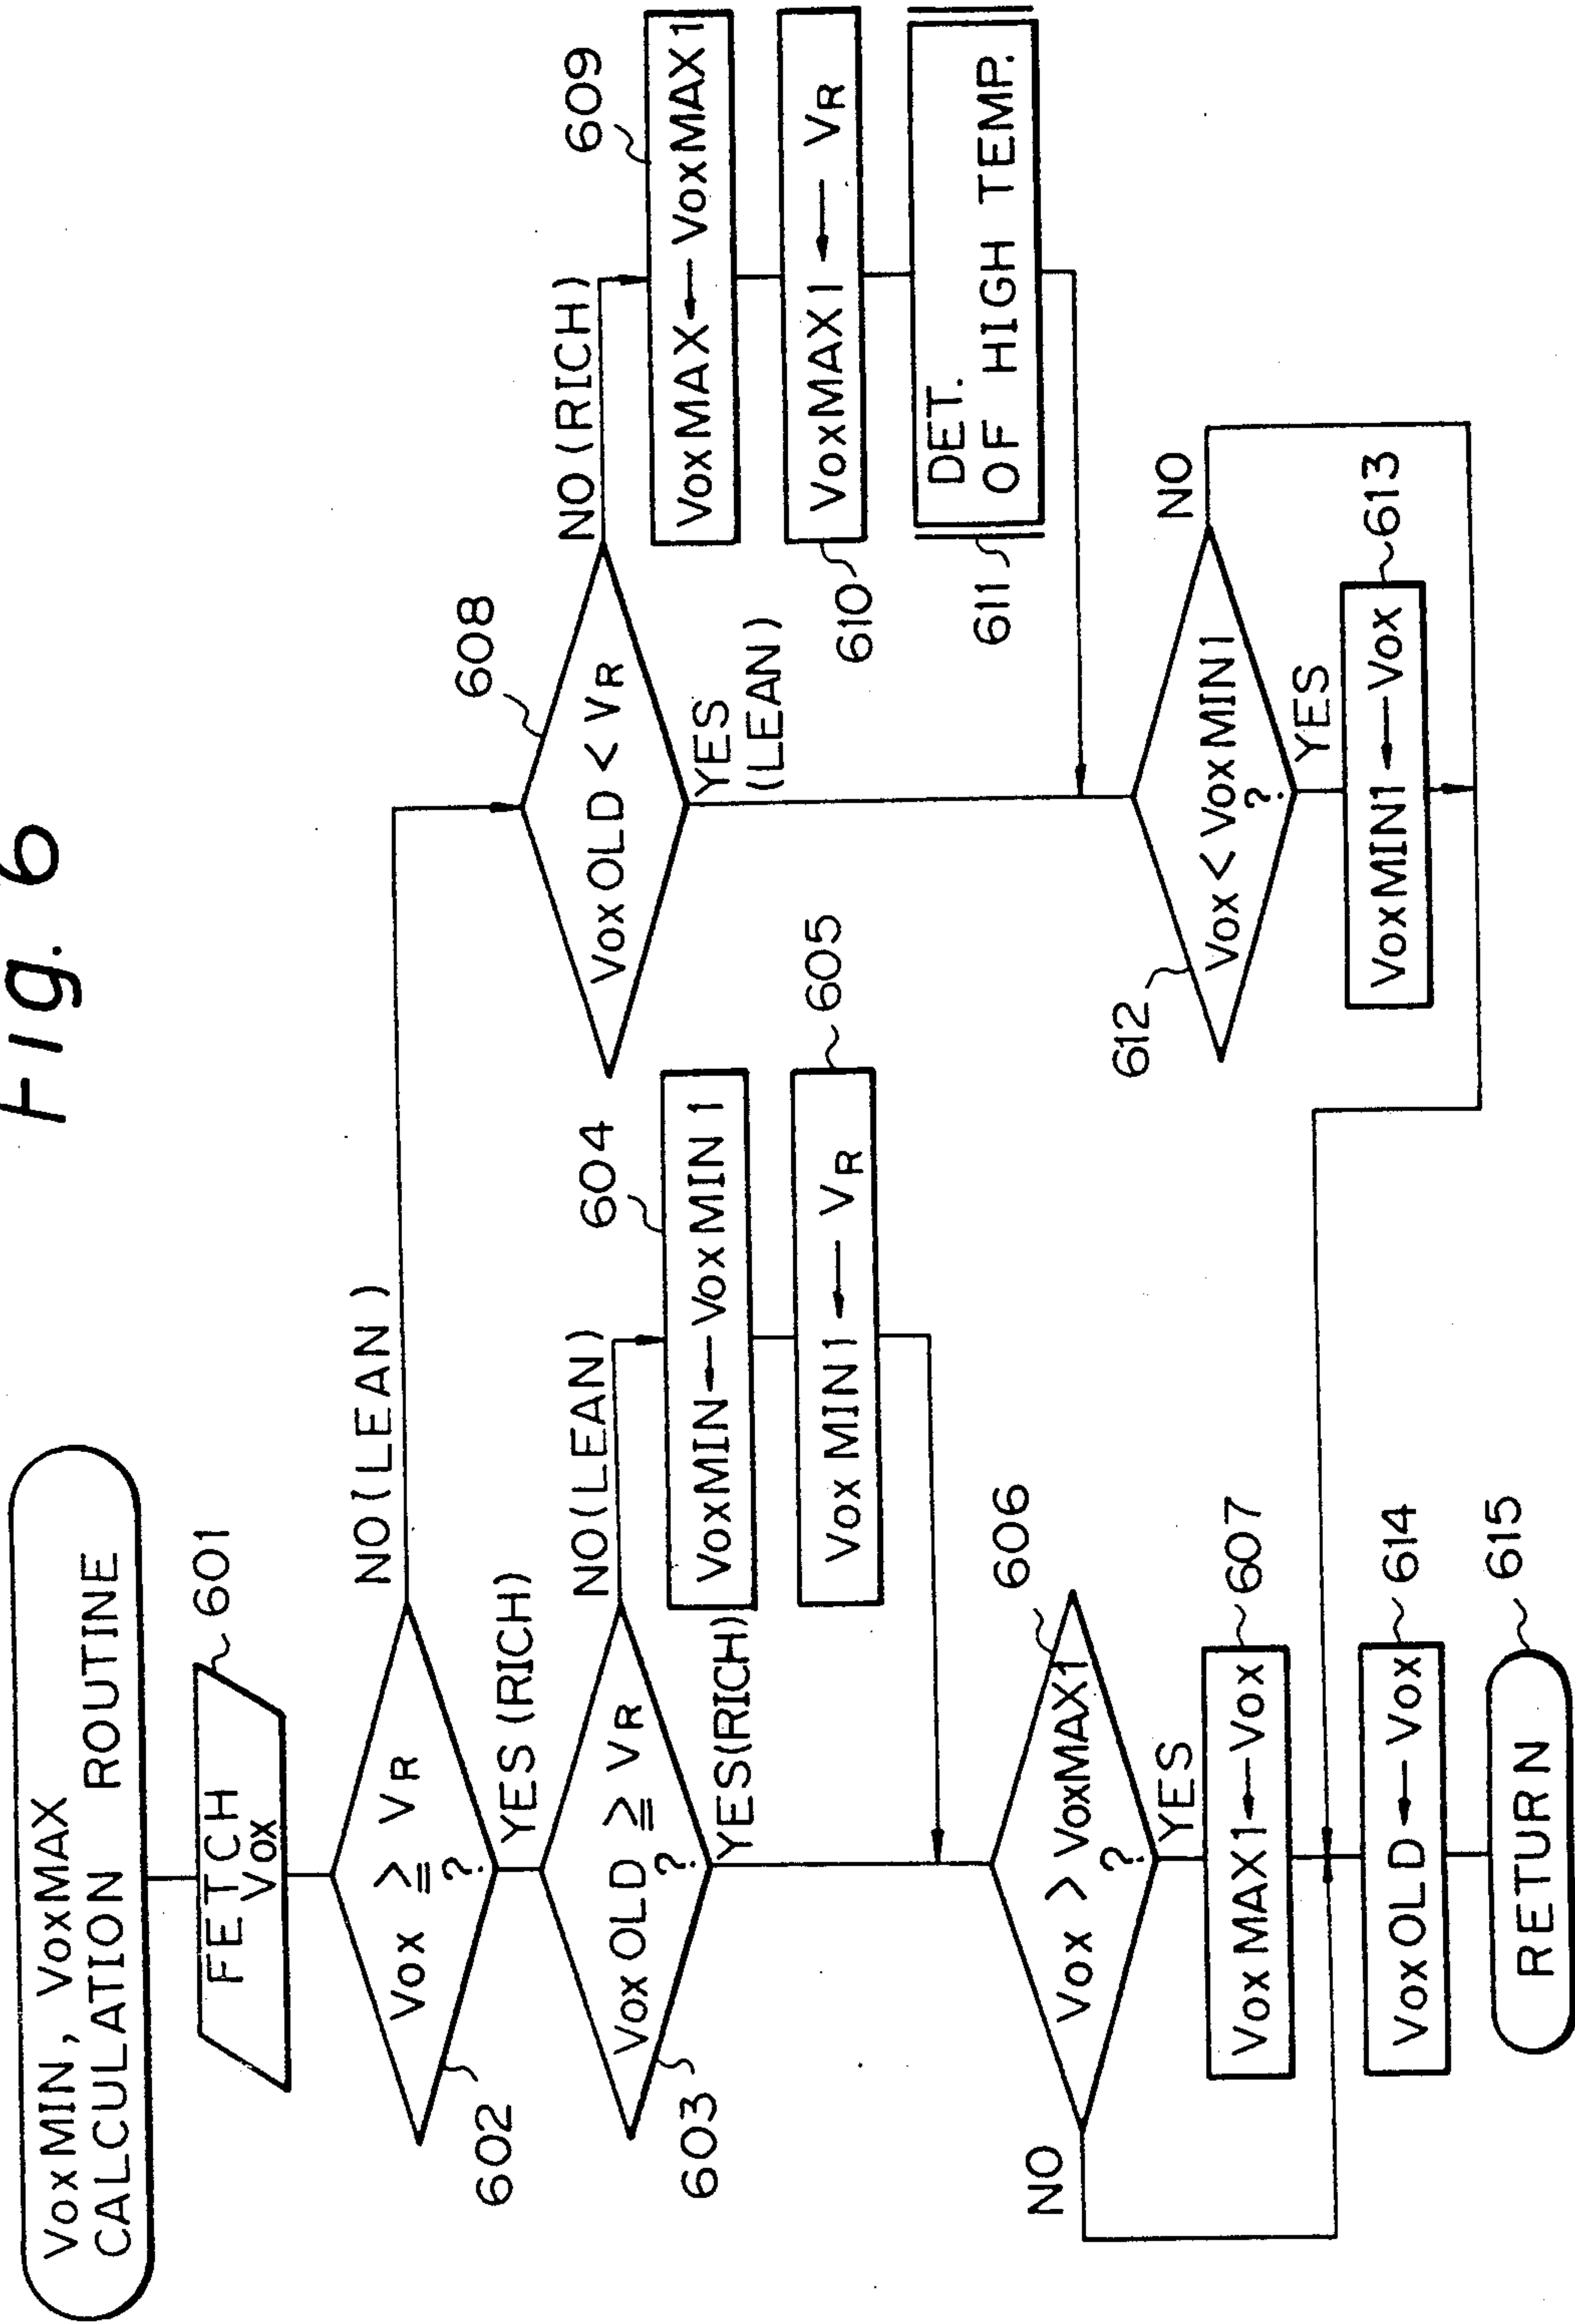 Fig. 6
VoxMIN, VoxMAX
CALCULATION ROUTINE
FETCH
Vox
601
Vox ≧ VR
?
602
NO(LEAN)
YES (RICH)
VoxOLD ≧ VR
?
603
NO(LEAN)
YES(RICH)
604
VoxMIN←VoxMIN1
605
VoxMIN1 ← VR
606
Vox > VoxMAX1
?
NO
YES
607
VoxMAX1←Vox
608
VoxOLD < VR
NO (RICH)
YES
(LEAN)
609
VoxMAX←VoxMAX1
610
VoxMAX1 ← VR
611
DET.
OF HIGH TEMP.
612
Vox < VoxMIN1
?
NO
YES
613
VoxMIN1←Vox
614
VoxOLD←Vox
615
RETURN